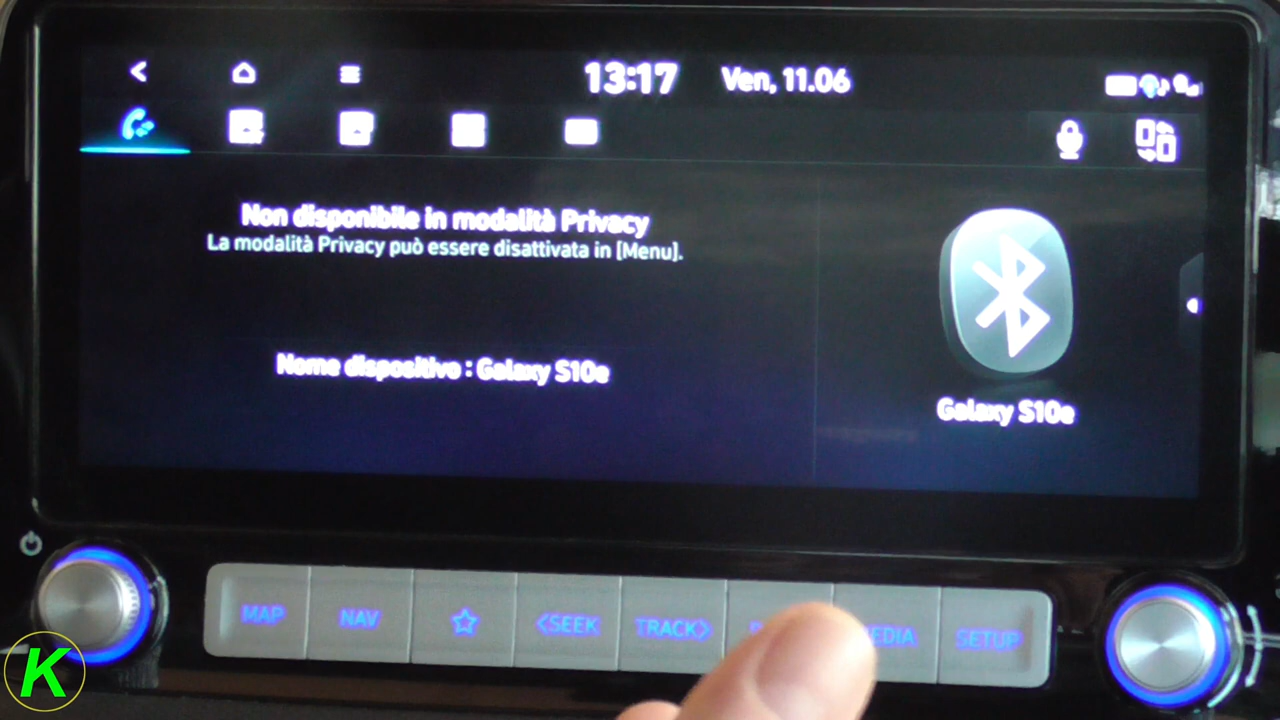 13:17
Ven, 11.06
Non disponibile in modalità Privacy
La modalità Privacy può essere disattivata in [Menu].
Nome dispositivo : Galaxy S10e
Galaxy S10e
MAP
NAV
<SEEK
TRACK>
SETUP
K